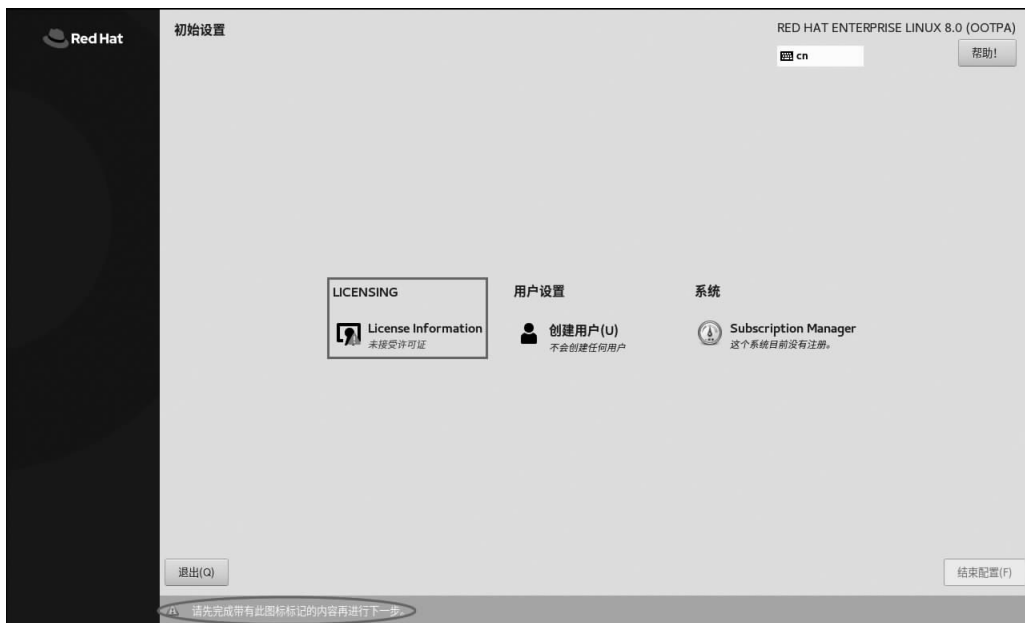 Red Hat
初始设置
RED HAT ENTERPRISE LINUX 8.0 (OOTPA)
cn
帮助!
LICENSING
License Information
未接受许可证
用户设置
创建用户(U)
不会创建任何用户
系统
Subscription Manager
这个系统目前没有注册。
退出(Q)
结束配置(F)
请先完成带有此图标标记的内容再进行下一步。